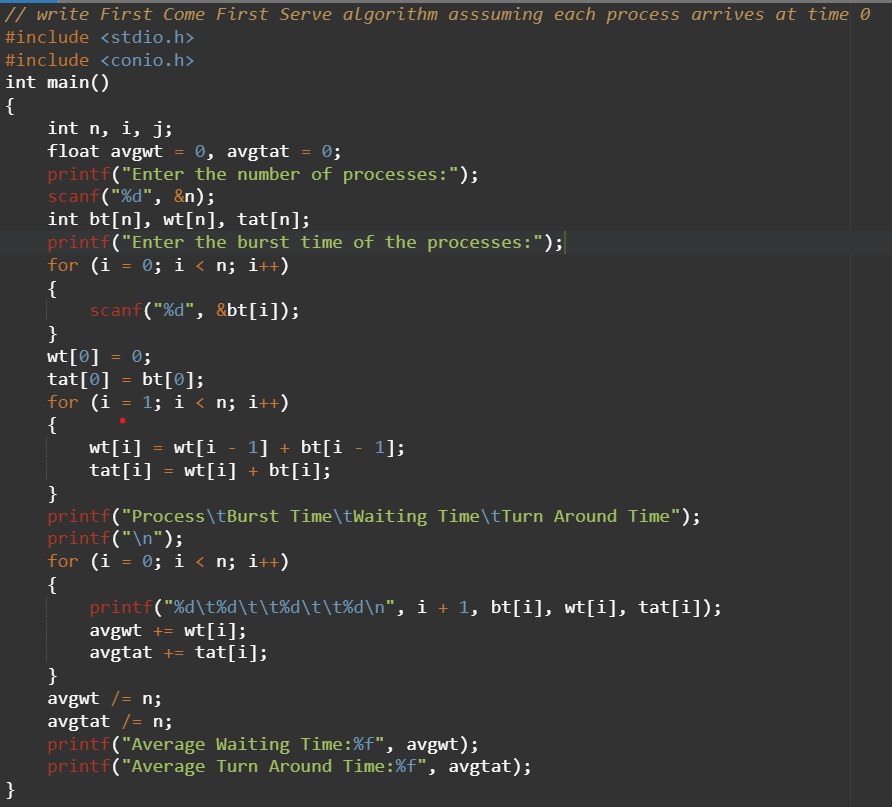 // write First Come First Serve algorithm asssuming each process arrives at time 0
#include <stdio.h>
#include <conio.h>
int main()
{
    int n, i, j;
    float avgwt = 0, avgtat = 0;
    printf("Enter the number of processes:");
    scanf("%d", &n);
    int bt[n], wt[n], tat[n];
    printf("Enter the burst time of the processes:");
    for (i = 0; i < n; i++)
    {
        scanf("%d", &bt[i]);
    }
    wt[0] = 0;
    tat[0] = bt[0];
    for (i = 1; i < n; i++)
    {
        wt[i] = wt[i - 1] + bt[i - 1];
        tat[i] = wt[i] + bt[i];
    }
    printf("Process\tBurst Time\tWaiting Time\tTurn Around Time");
    printf("\n");
    for (i = 0; i < n; i++)
    {
        printf("%d\t%d\t\t%d\t\t%d\n", i + 1, bt[i], wt[i], tat[i]);
        avgwt += wt[i];
        avgtat += tat[i];
    }
    avgwt /= n;
    avgtat /= n;
    printf("Average Waiting Time:%f", avgwt);
    printf("Average Turn Around Time:%f", avgtat);
}